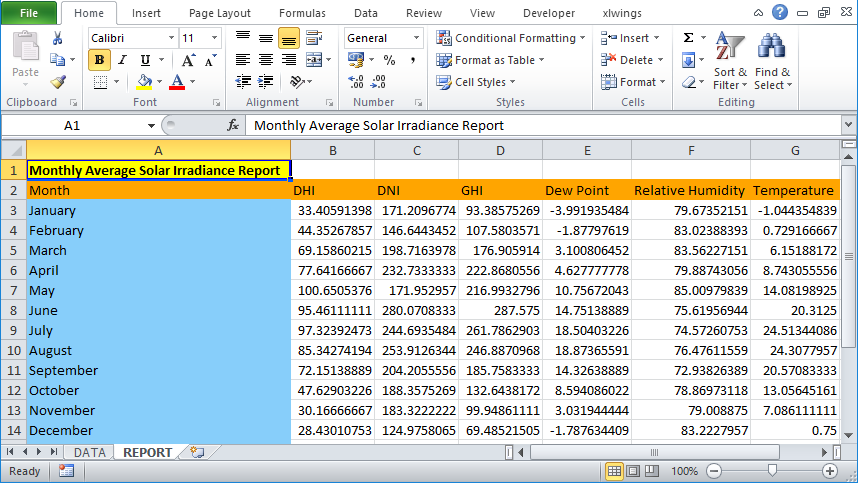 File Home Insert Page Layout Formulas Data Review View Developer xlwings
Calibri 11 General Conditional Formatting Insert Σ
Paste B I U A A $ % , Format as Table Delete Sort & Filter Find & Select
Cell Styles Format
Clipboard Font Alignment Number Styles Cells Editing
A1 fx Monthly Average Solar Irradiance Report
A B C D E F G
1 Monthly Average Solar Irradiance Report
2 Month DHI DNI GHI Dew Point Relative Humidity Temperature
3 January 33.40591398 171.2096774 93.38575269 -3.991935484 79.67352151 -1.044354839
4 February 44.35267857 146.6443452 107.5803571 -1.87797619 83.02388393 0.729166667
5 March 69.15860215 198.7163978 176.905914 3.100806452 83.56227151 6.15188172
6 April 77.64166667 232.7333333 222.8680556 4.627777778 79.88743056 8.743055556
7 May 100.6505376 171.952957 216.9932796 10.75672043 85.00979839 14.08198925
8 June 95.46111111 280.0708333 287.575 14.75138889 75.61956944 20.3125
9 July 97.32392473 244.6935484 261.7862903 18.50403226 74.57260753 24.51344086
10 August 85.34274194 253.9126344 246.8870968 18.87365591 76.47611559 24.3077957
11 September 72.15138889 204.2055556 185.7583333 14.32638889 72.93826389 20.57083333
12 October 47.62903226 188.3575269 132.6438172 8.594086022 78.86973118 13.05645161
13 November 30.16666667 183.3222222 99.94861111 3.031944444 79.008875 7.086111111
14 December 28.43010753 124.9758065 69.48521505 -1.787634409 83.2227957 0.75
DATA REPORT
Ready 100%